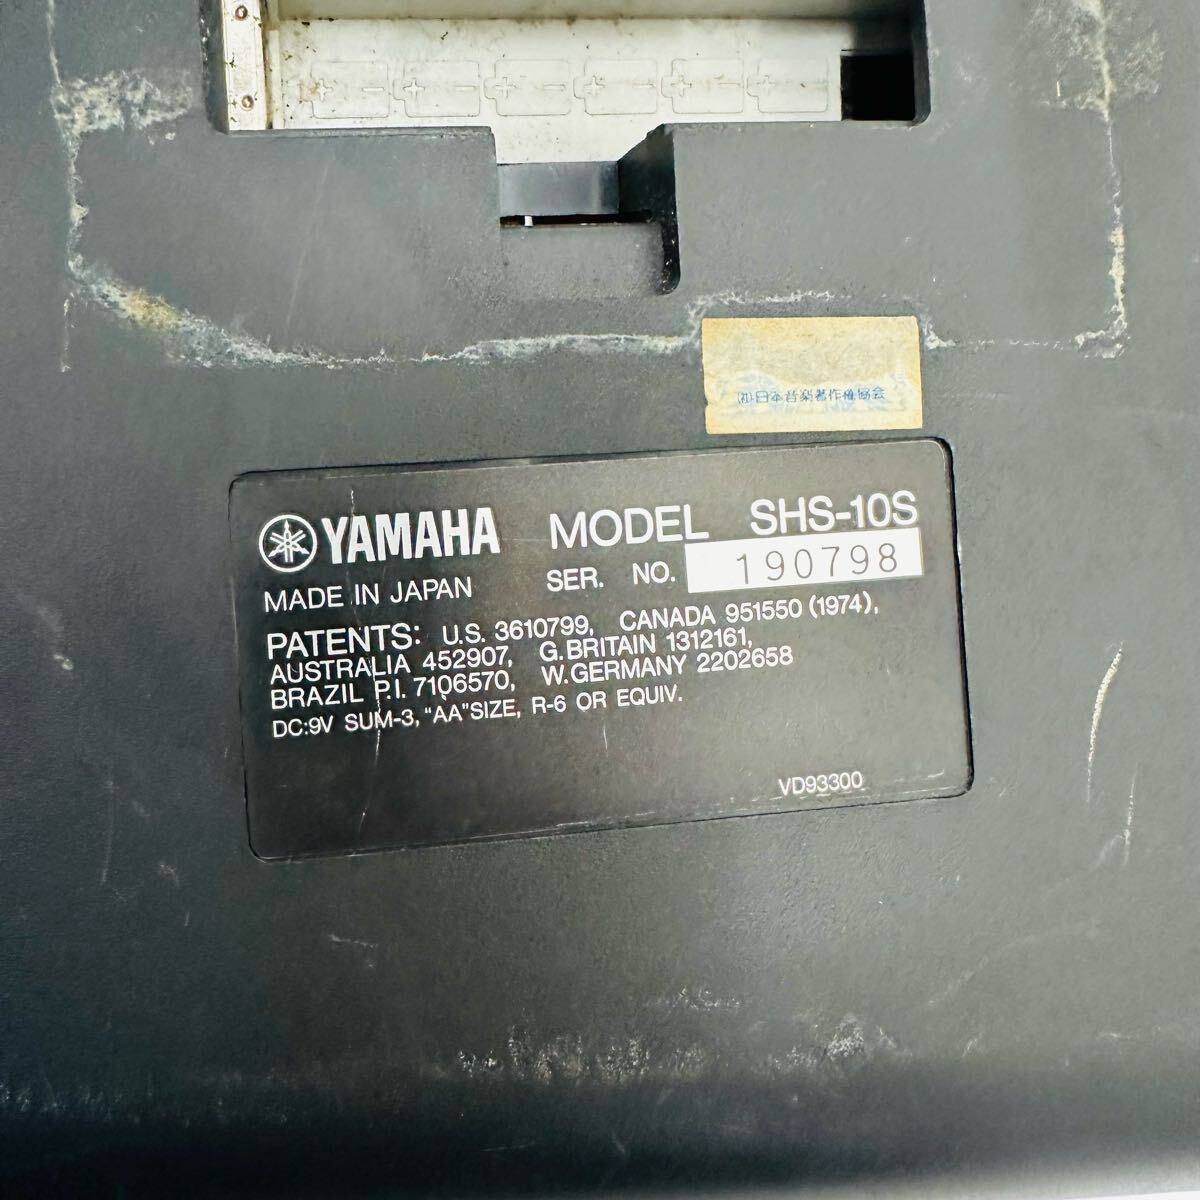 (社)日本音楽著作権協会
YAMAHA MODEL SHS-10S
MADE IN JAPAN SER. NO. 190798
PATENTS: U.S. 3610799, CANADA 951550 (1974),
AUSTRALIA 452907, G.BRITAIN 1312161,
BRAZIL P.I. 7106570, W.GERMANY 2202658
DC:9V SUM-3, "AA"SIZE, R-6 OR EQUIV.
VD93300